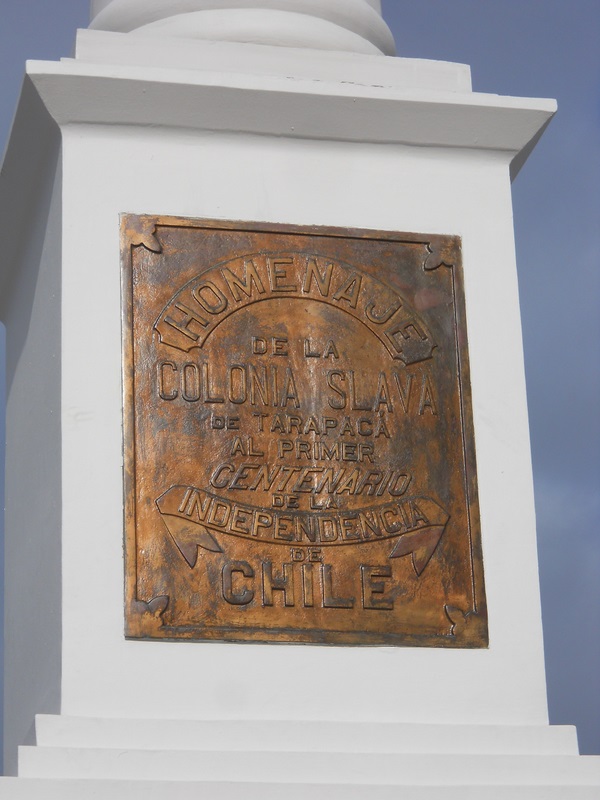 HOMENAJE
DE LA
COLONIA SLAVA
DE TARAPACÁ
AL PRIMER
CENTENARIO
DE LA
INDEPENDENCIA
DE
CHILE